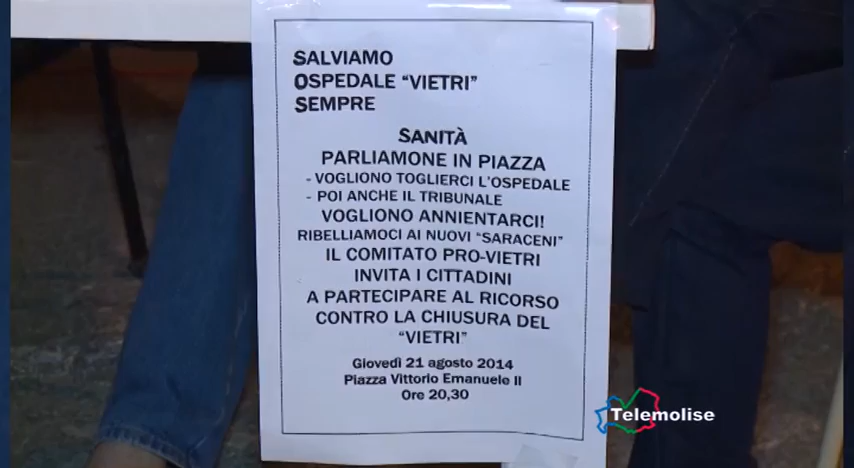 SALVIAMO
OSPEDALE “VIETRI”
SEMPRE
SANITÀ
PARLIAMONE IN PIAZZA
- VOGLIONO TOGLIERCI L'OSPEDALE
- POI ANCHE IL TRIBUNALE
VOGLIONO ANNIENTARCI!
RIBELLIAMOCI AI NUOVI “SARACENI”
IL COMITATO PRO-VIETRI
INVITA I CITTADINI
A PARTECIPARE AL RICORSO
CONTRO LA CHIUSURA DEL
“VIETRI”
Giovedì 21 agosto 2014
Piazza Vittorio Emanuele II
Ore 20,30
Telemolise